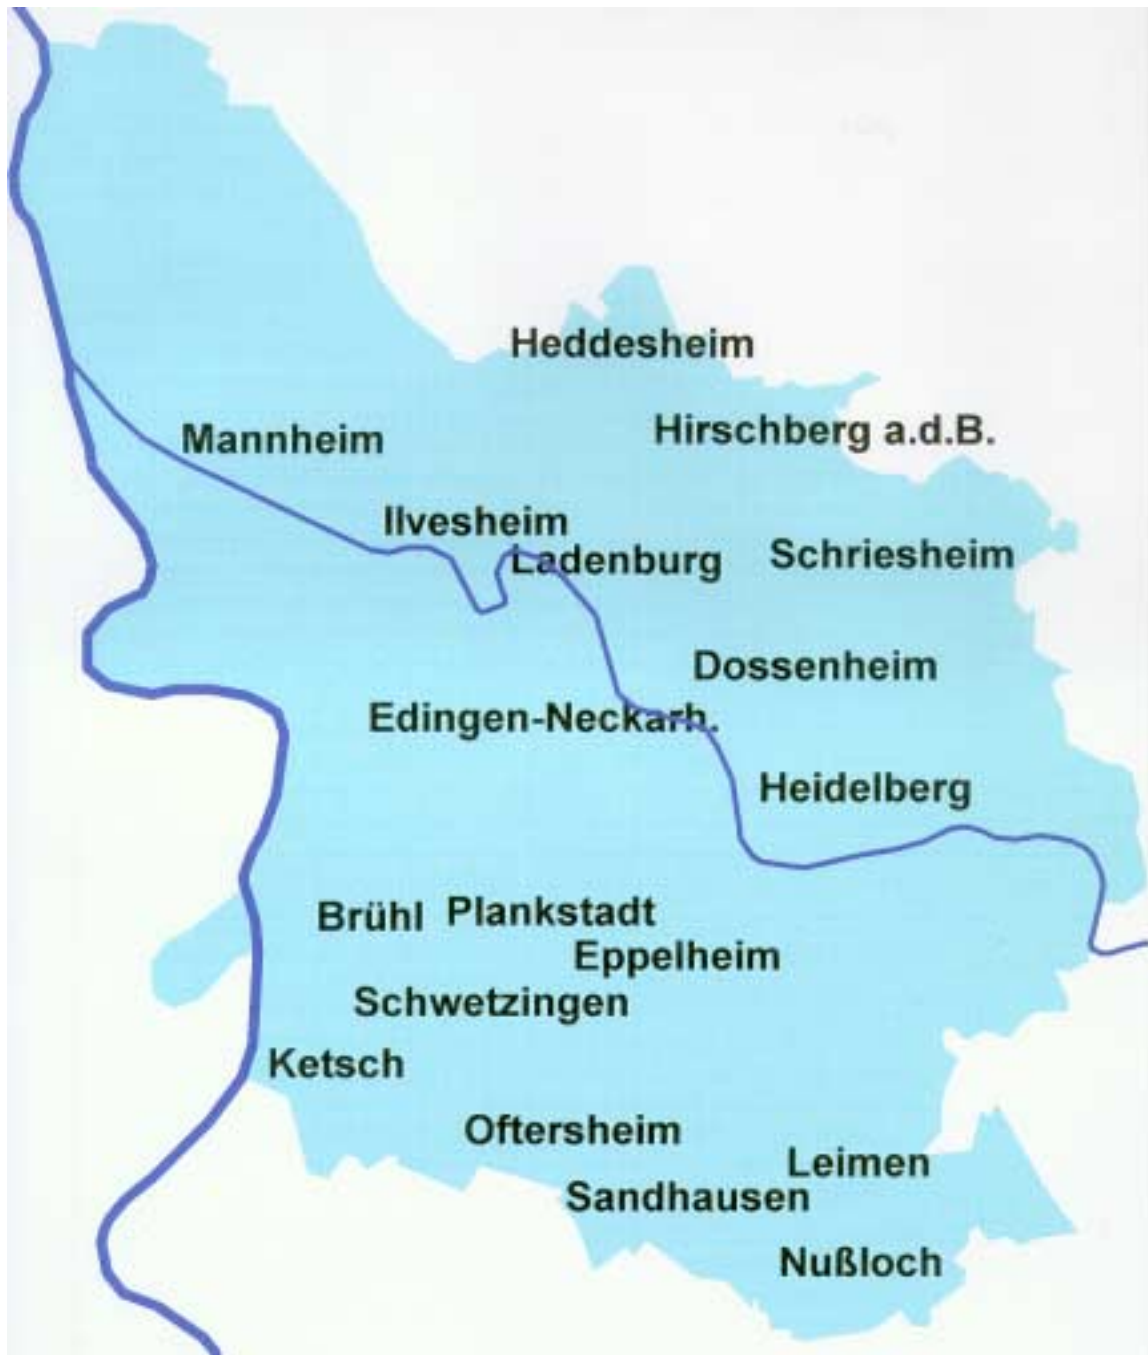 Heddesheim
Hirschberg a.d.B.
Mannheim
Ilvesheim
Ladenburg
Schriesheim
Dossenheim
Edingen-Neckarh.
Heidelberg
Brühl
Plankstadt
Eppelheim
Schwetzingen
Ketsch
Oftersheim
Leimen
Sandhausen
Nußloch